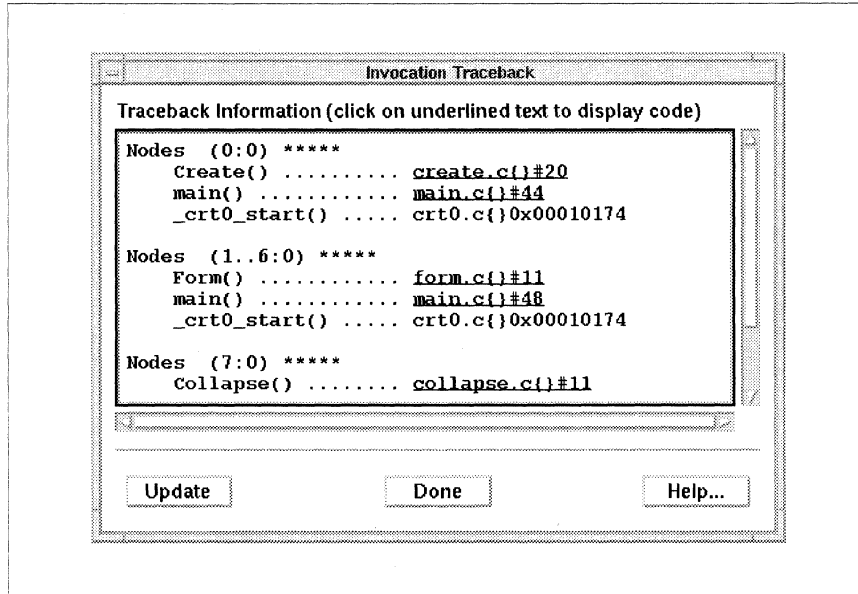 Invocation Traceback
Traceback Information (click on underlined text to display code)
Nodes (0:0) *****
Create() .......... create.c{}#20
main() ............ main.c{}#44
_crt0_start() ..... crt0.c{}0x00010174
Nodes (1..6:0) *****
Form() ............ form.c{}#11
main() ............ main.c{}#48
_crt0_start() ..... crt0.c{}0x00010174
Nodes (7:0) *****
Collapse() ........ collapse.c{}#11
Update Done Help...